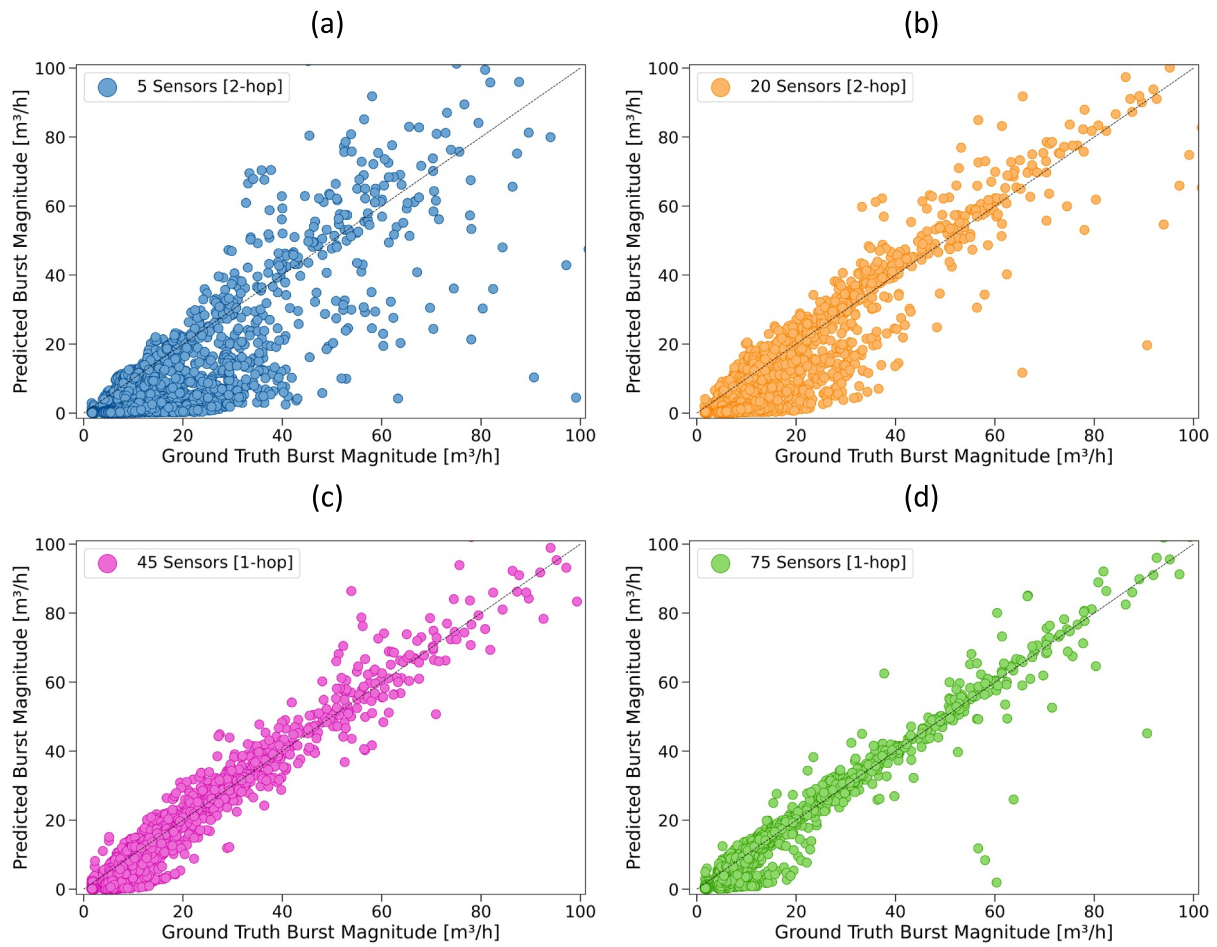 (a)
5 Sensors [2-hop]
Predicted Burst Magnitude [m³/h]
100
80
60
40
20
0
0 20 40 60 80 100
Ground Truth Burst Magnitude [m³/h]
(b)
20 Sensors [2-hop]
Predicted Burst Magnitude [m³/h]
100
80
60
40
20
0
0 20 40 60 80 100
Ground Truth Burst Magnitude [m³/h]
(c)
45 Sensors [1-hop]
Predicted Burst Magnitude [m³/h]
100
80
60
40
20
0
0 20 40 60 80 100
Ground Truth Burst Magnitude [m³/h]
(d)
75 Sensors [1-hop]
Predicted Burst Magnitude [m³/h]
100
80
60
40
20
0
0 20 40 60 80 100
Ground Truth Burst Magnitude [m³/h]